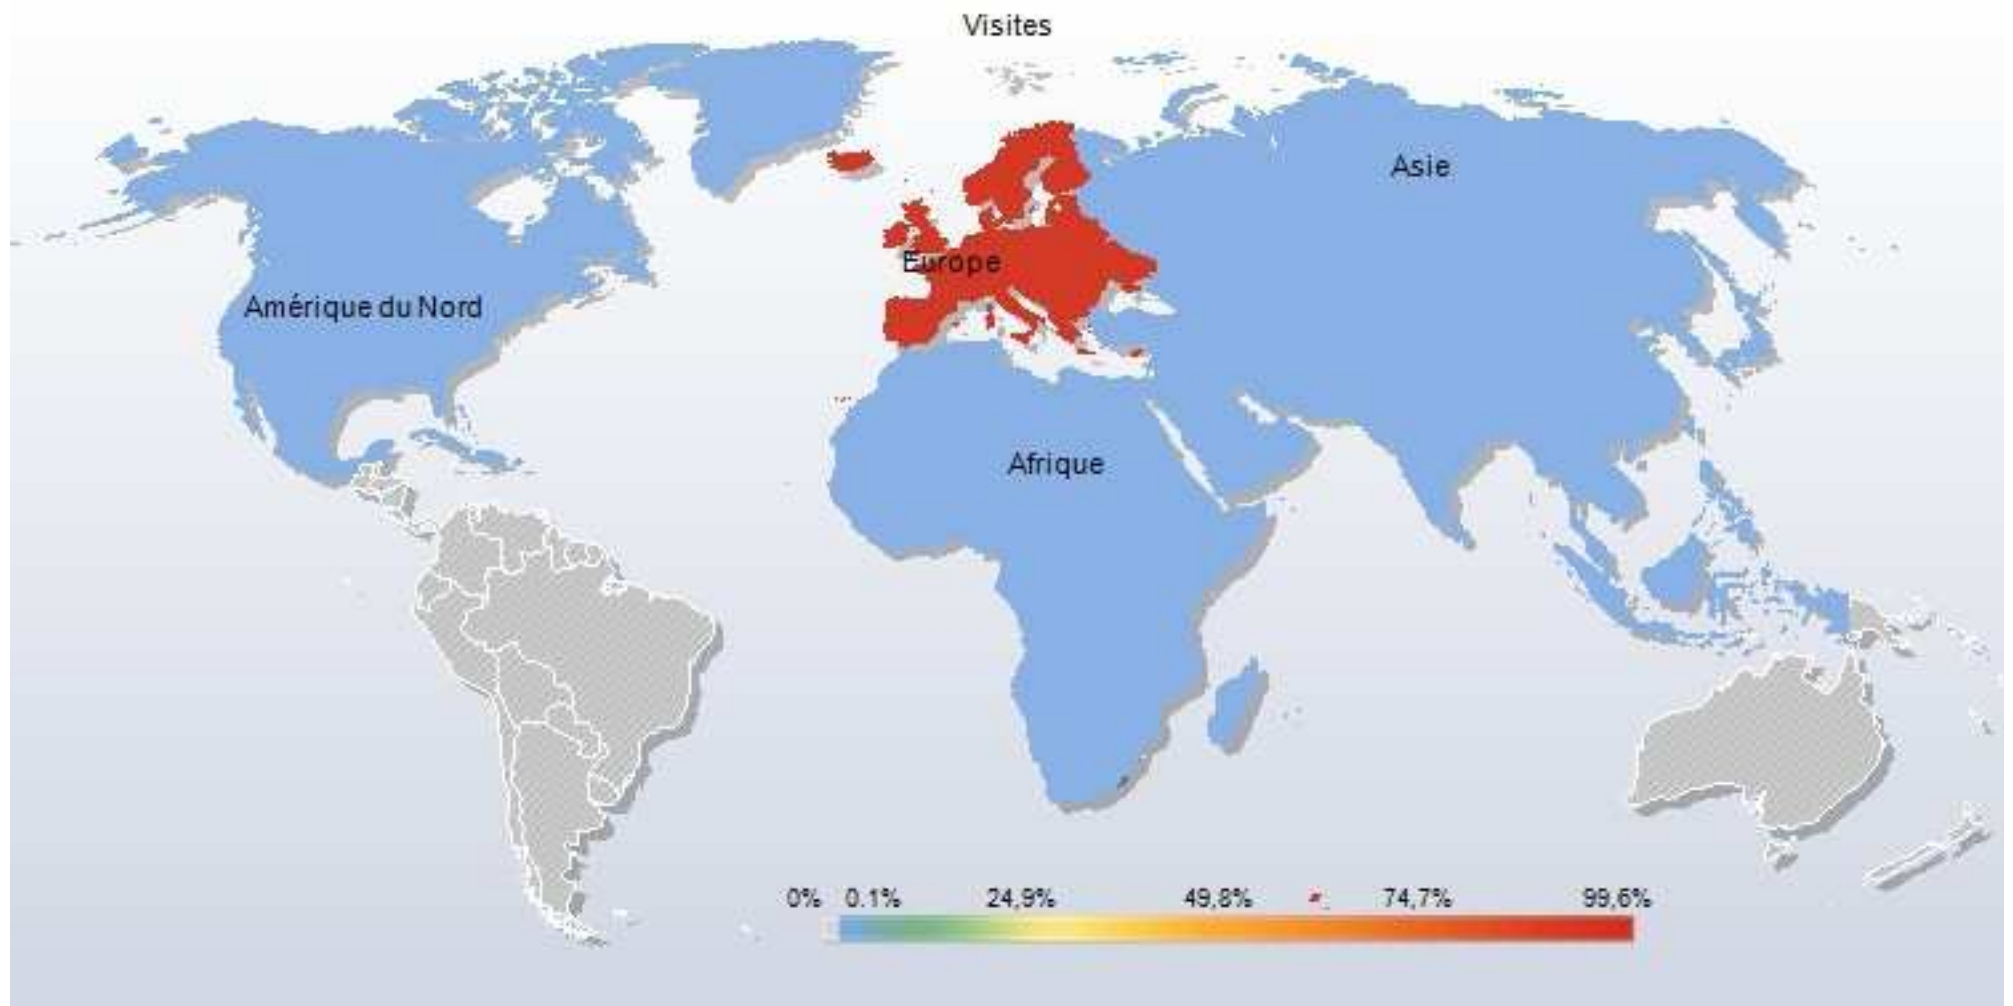 Visites
Asie
Europe
Amérique du Nord
Afrique
0% 0.1% 24,9% 49,8% 74,7% 99,6%